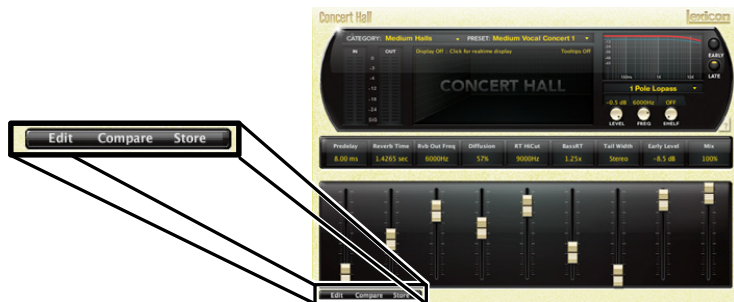 Concert Hall
lexicon
CATEGORY: Medium Halls
PRESET: Medium Vocal Concert 1
IN
OUT
Display Off : Click for realtime display
Tooltips Off
CONCERT HALL
EARLY
LATE
1 Pole Lopass
-0.5 dB 6000Hz OFF
LEVEL FREQ SHELF
Predelay Reverb Time Rvb Out Freq Diffusion RT HiCut BassRT Tail Width Early Level Mix
8.00 ms 1.4265 sec 6000Hz 57% 9000Hz 1.25x Stereo -8.5 dB 100%
Edit Compare Store
Edit Compare Store